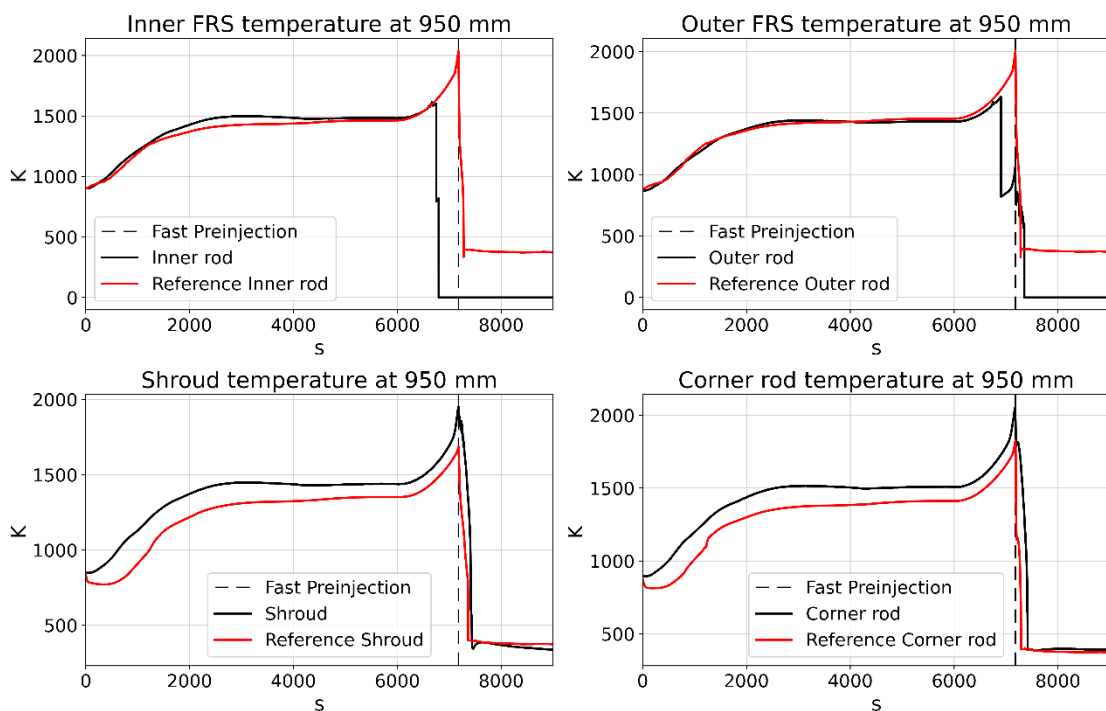 Inner FRS temperature at 950 mm
2000
1500
1000
500
0
K
Fast Preinjection
Inner rod
Reference Inner rod
0 2000 4000 6000 8000
s
Outer FRS temperature at 950 mm
2000
1500
1000
500
0
K
Fast Preinjection
Outer rod
Reference Outer rod
0 2000 4000 6000 8000
s
Shroud temperature at 950 mm
2000
1500
1000
500
K
Fast Preinjection
Shroud
Reference Shroud
0 2000 4000 6000 8000
s
Corner rod temperature at 950 mm
2000
1500
1000
500
K
Fast Preinjection
Corner rod
Reference Corner rod
0 2000 4000 6000 8000
s